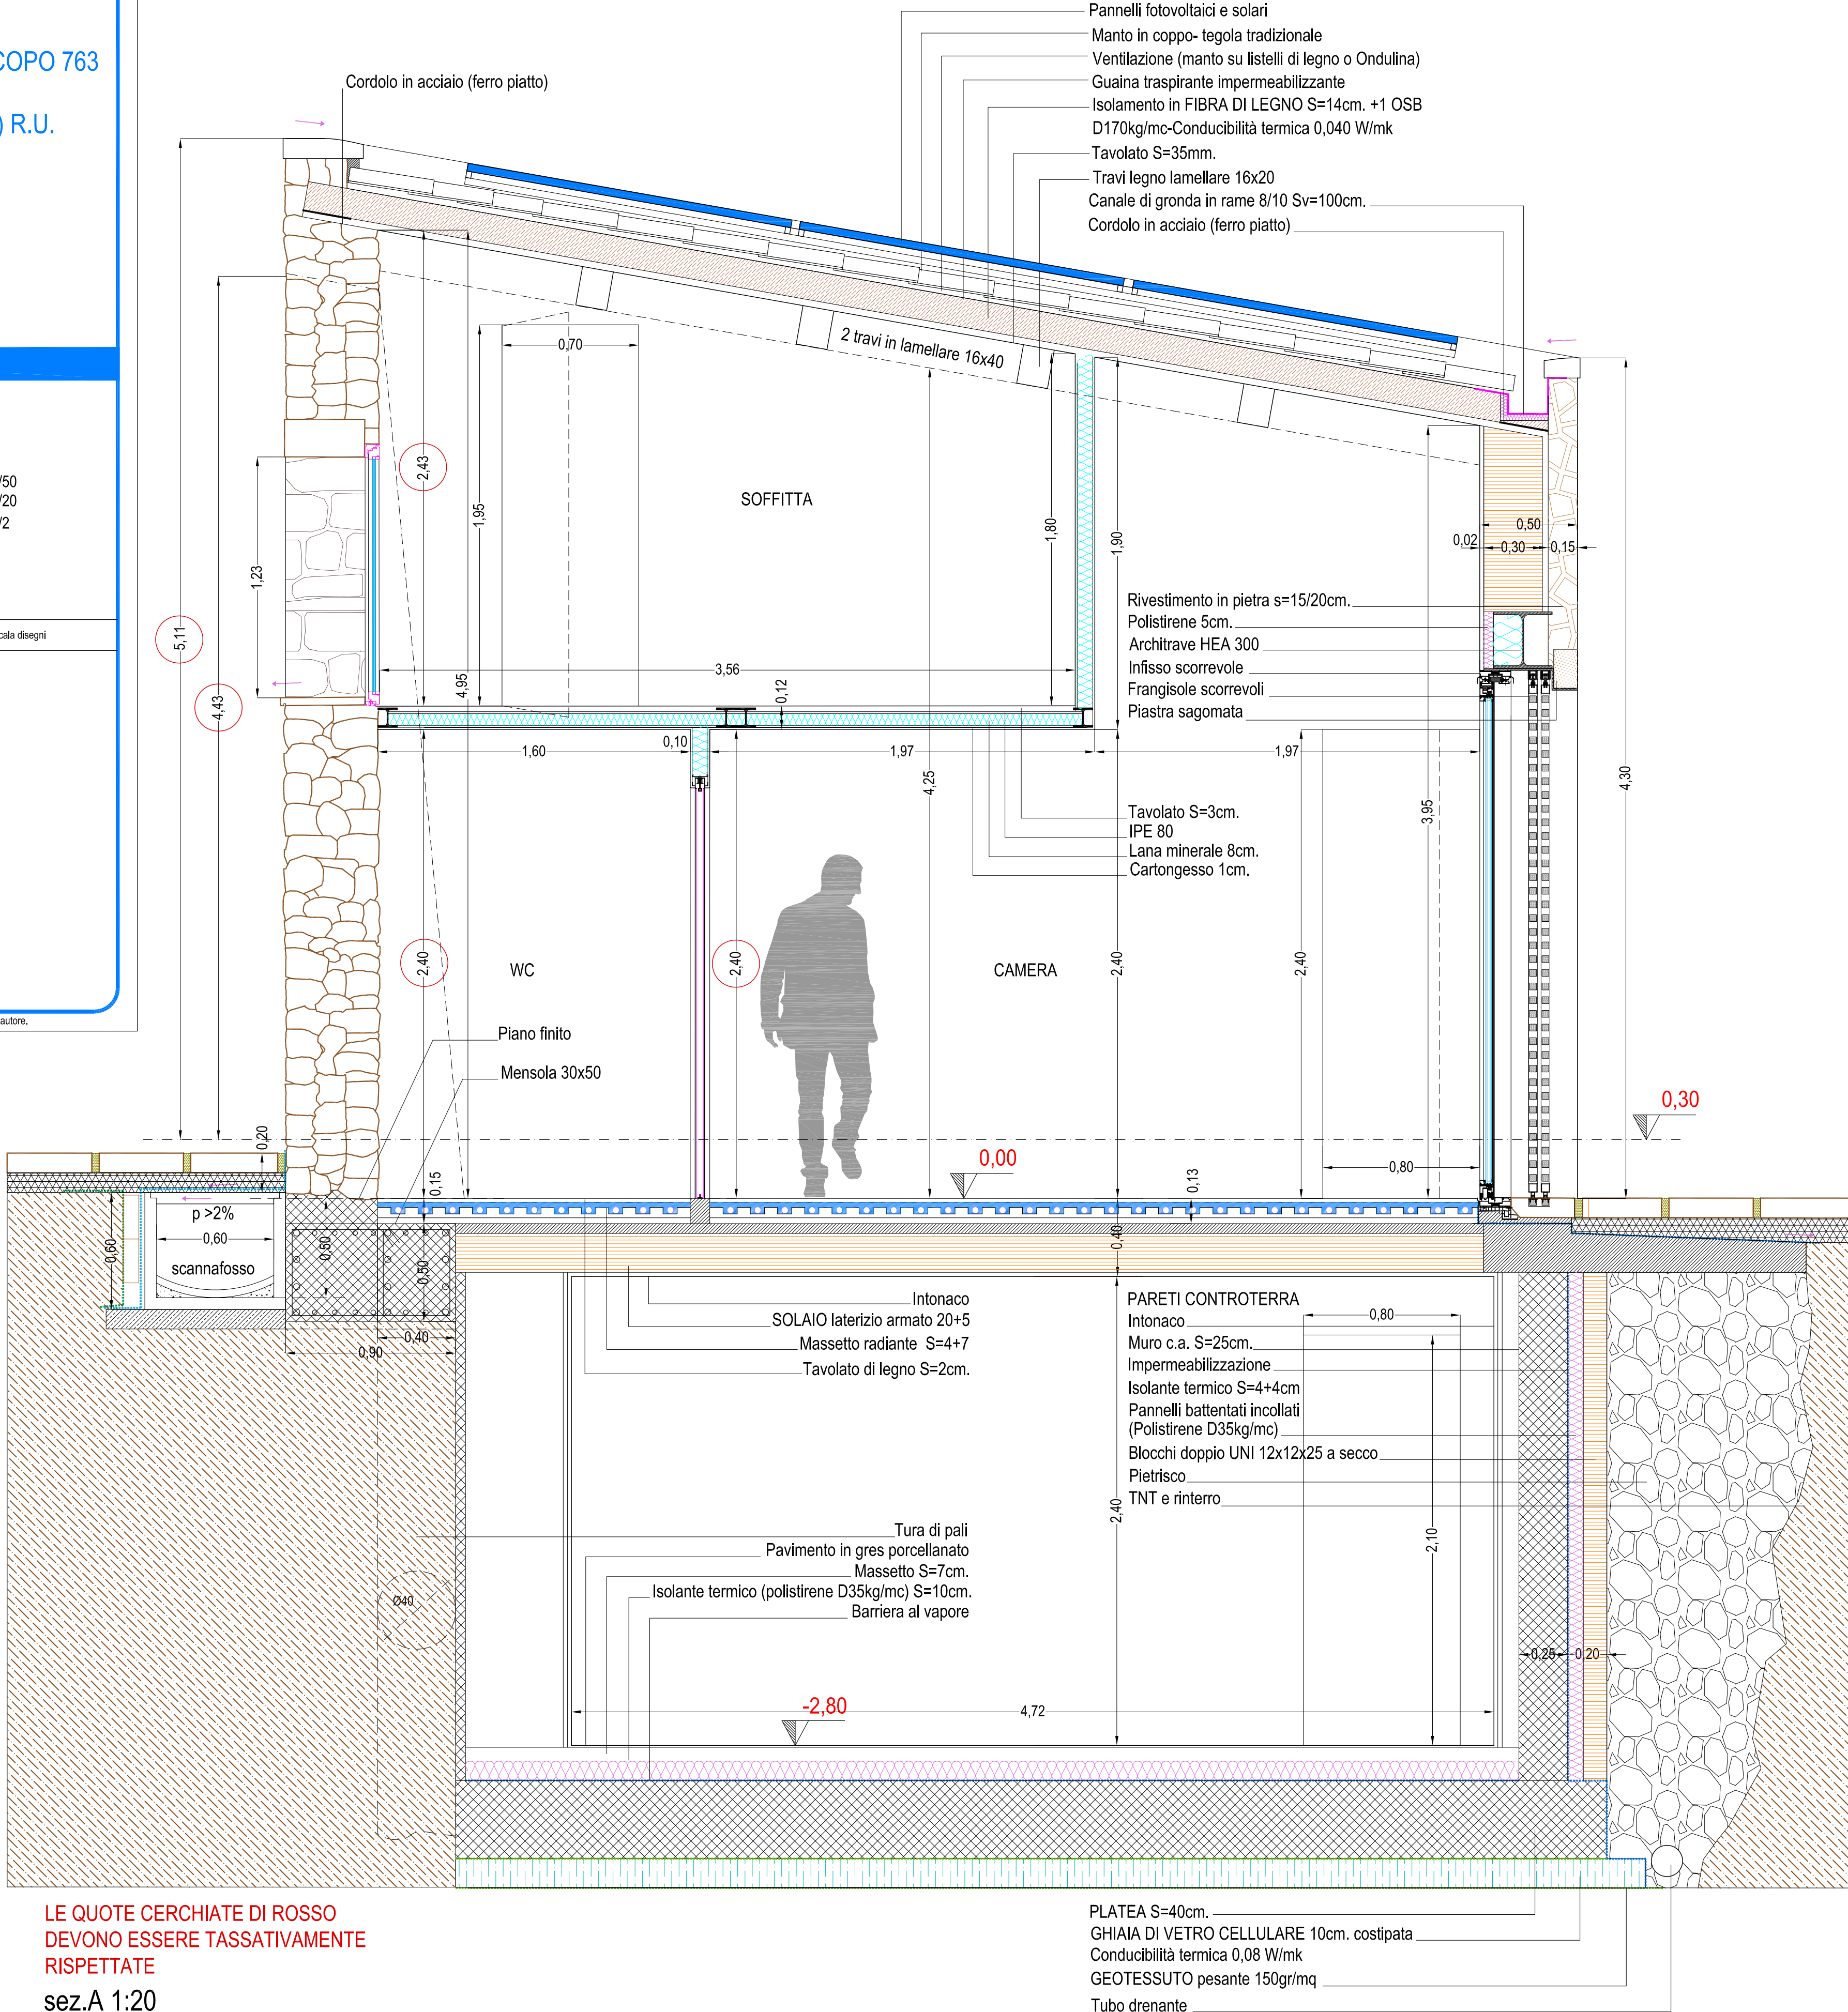 COPO 763
) R.U.
/50
/20
/2
cala disegni
autore.
Cordolo in acciaio (ferro piatto)
Pannelli fotovoltaici e solari
Manto in coppo- tegola tradizionale
Ventilazione (manto su listelli di legno o Ondulina)
Guaina traspirante impermeabilizzante
Isolamento in FIBRA DI LEGNO S=14cm. +1 OSB
D170kg/mc-Conducibilità termica 0,040 W/mk
Tavolato S=35mm.
Travi legno lamellare 16x20
Canale di gronda in rame 8/10 Sv=100cm.
Cordolo in acciaio (ferro piatto)
2 travi in lamellare 16x40
0,70
2,43
SOFFITTA
1,95
1,80
1,90
0,50
0,02
0,30
0,15
1,23
5,11
4,43
4,95
3,56
0,12
Rivestimento in pietra s=15/20cm.
Polistirene 5cm.
Architrave HEA 300
Infisso scorrevole
Frangisole scorrevoli
Piastra sagomata
1,60
0,10
1,97
1,97
4,25
4,30
3,95
Tavolato S=3cm.
IPE 80
Lana minerale 8cm.
Cartongesso 1cm.
2,40
WC
2,40
CAMERA
2,40
2,40
Piano finito
Mensola 30x50
0,30
0,00
0,20
0,15
0,13
0,80
p >2%
0,60
scannafosso
0,60
0,50
0,50
0,40
0,40
0,90
Intonaco
SOLAIO laterizio armato 20+5
Massetto radiante S=4+7
Tavolato di legno S=2cm.
PARETI CONTROTERRA
Intonaco
Muro c.a. S=25cm.
Impermeabilizzazione
Isolante termico S=4+4cm
Pannelli battentati incollati
(Polistirene D35kg/mc)
Blocchi doppio UNI 12x12x25 a secco
Pietrisco
TNT e rinterro
0,80
2,40
2,10
Tura di pali
Pavimento in gres porcellanato
Massetto S=7cm.
Isolante termico (polistirene D35kg/mc) S=10cm.
Barriera al vapore
Ø40
0,25
0,20
-2,80
4,72
LE QUOTE CERCHIATE DI ROSSO
DEVONO ESSERE TASSATIVAMENTE
RISPETTATE
sez.A 1:20
PLATEA S=40cm.
GHIAIA DI VETRO CELLULARE 10cm. costipata
Conducibilità termica 0,08 W/mk
GEOTESSUTO pesante 150gr/mq
Tubo drenante